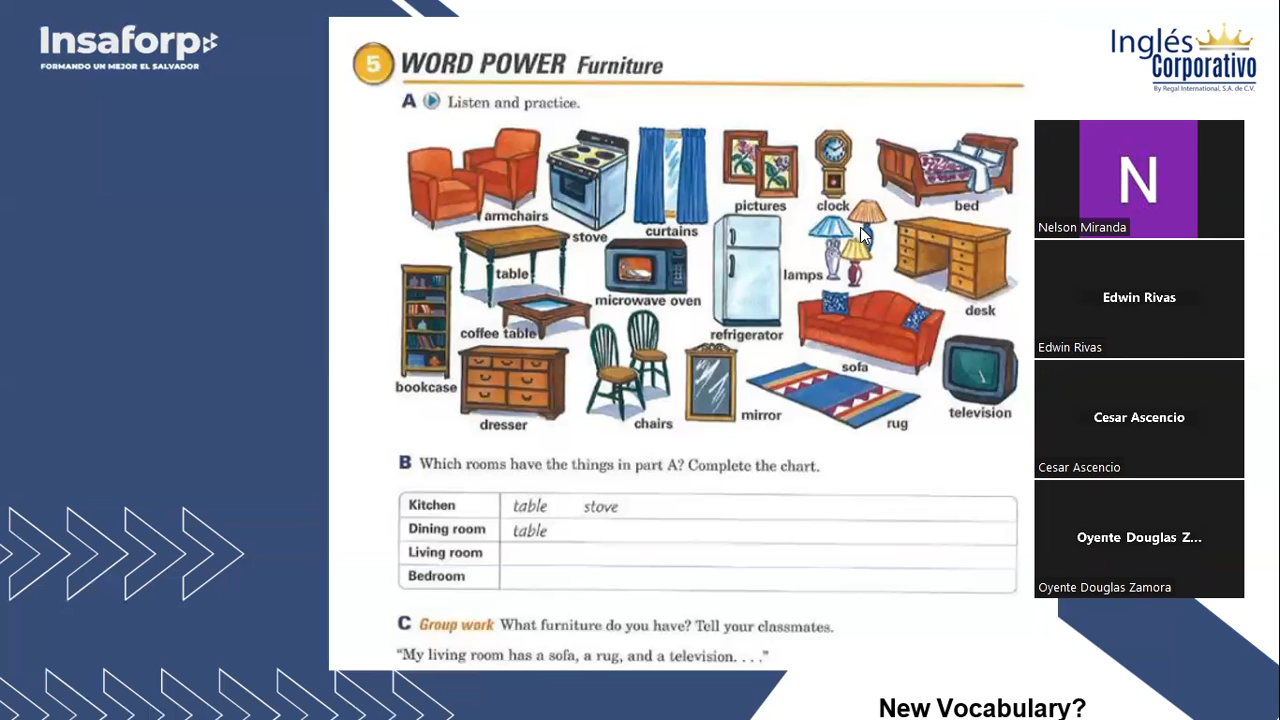 Insaforp
FORMANDO UN MEJOR EL SALVADOR
Inglés
Corporativo
By Regal International, S.A. de C.V.
5 WORD POWER Furniture
A Listen and practice.
armchairs
stove
curtains
pictures
clock
bed
table
microwave oven
refrigerator
lamps
desk
coffee table
bookcase
dresser
chairs
mirror
sofa
rug
television
B Which rooms have the things in part A? Complete the chart.
Kitchen table stove
Dining room table
Living room
Bedroom
C Group work What furniture do you have? Tell your classmates.
"My living room has a sofa, a rug, and a television. . . ."
New Vocabulary?
N
Nelson Miranda
Edwin Rivas
Edwin Rivas
Cesar Ascencio
Cesar Ascencio
Oyente Douglas Z...
Oyente Douglas Zamora